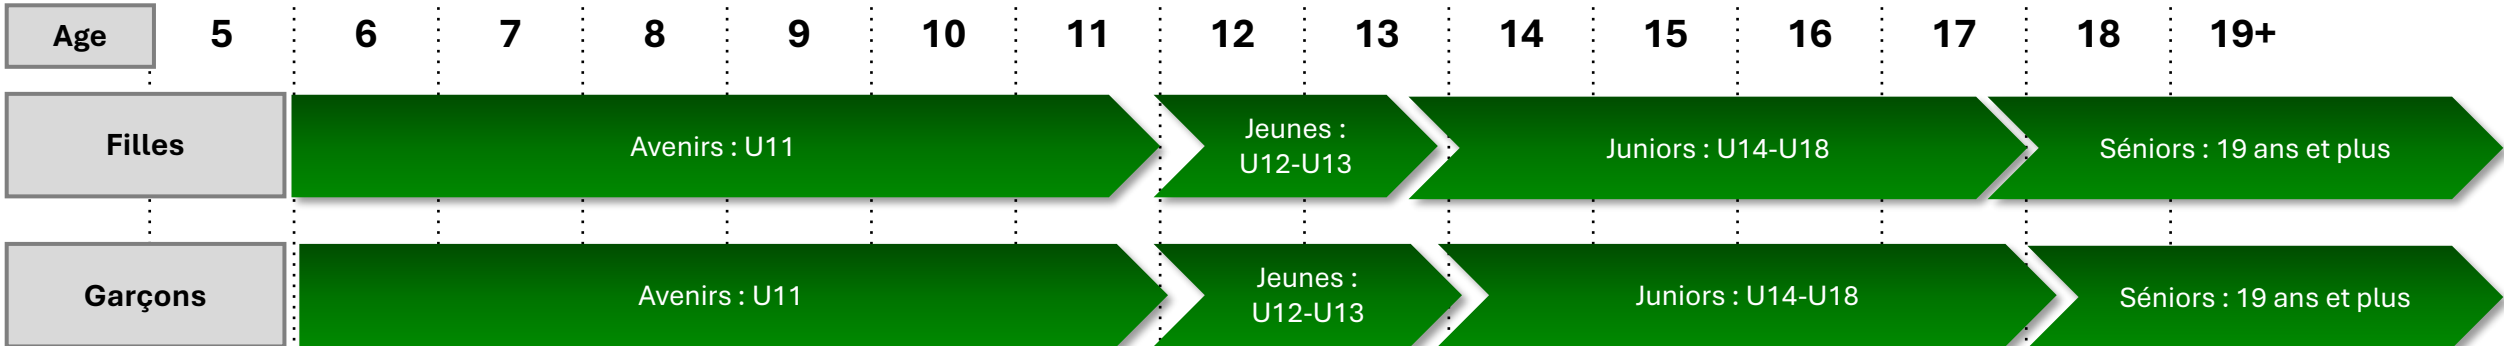 Age 5 6 7 8 9 10 11 12 13 14 15 16 17 18 19+
Filles
Avenirs : U11
Jeunes :
U12-U13
Juniors : U14-U18
Séniors : 19 ans et plus
Garçons
Avenirs : U11
Jeunes :
U12-U13
Juniors : U14-U18
Séniors : 19 ans et plus